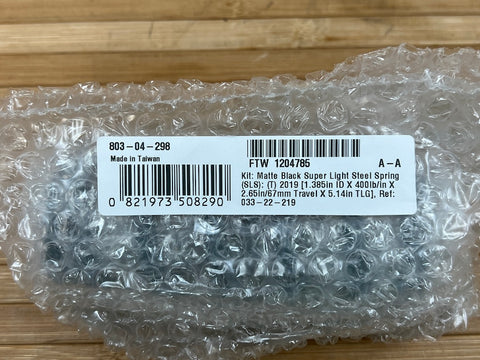 803-04-298
Made in Taiwan
0 821973 508290
FTW 1204785 A-A
Kit: Matte Black Super Light Steel Spring
(SLS): (T) 2019 [1.385in ID X 400lb/in X
2.65in/67mm Travel X 5.14in TLG], Ref:
033-22-219